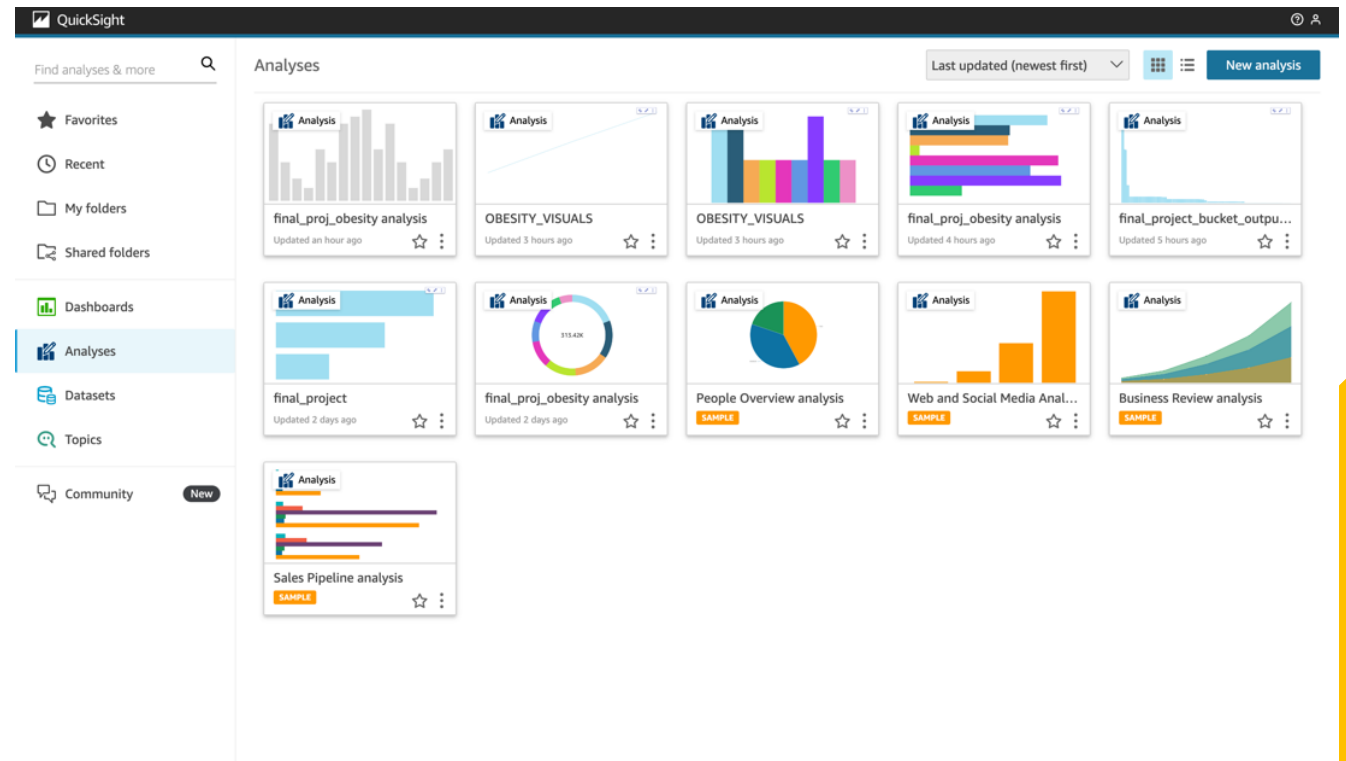 QuickSight
Find analyses & more
Favorites
Recent
My folders
Shared folders
Dashboards
Analyses
Datasets
Topics
Community New
Analyses
Last updated (newest first)
New analysis
Analysis
final_proj_obesity analysis
Updated an hour ago
Analysis
OBESITY_VISUALS
Updated 3 hours ago
Analysis
OBESITY_VISUALS
Updated 3 hours ago
Analysis
final_proj_obesity analysis
Updated 4 hours ago
Analysis
final_project_bucket_outpu...
Updated 5 hours ago
Analysis
final_project
Updated 2 days ago
Analysis
313.42K
final_proj_obesity analysis
Updated 2 days ago
Analysis
People Overview analysis
SAMPLE
Analysis
Web and Social Media Anal...
SAMPLE
Analysis
Business Review analysis
SAMPLE
Analysis
Sales Pipeline analysis
SAMPLE